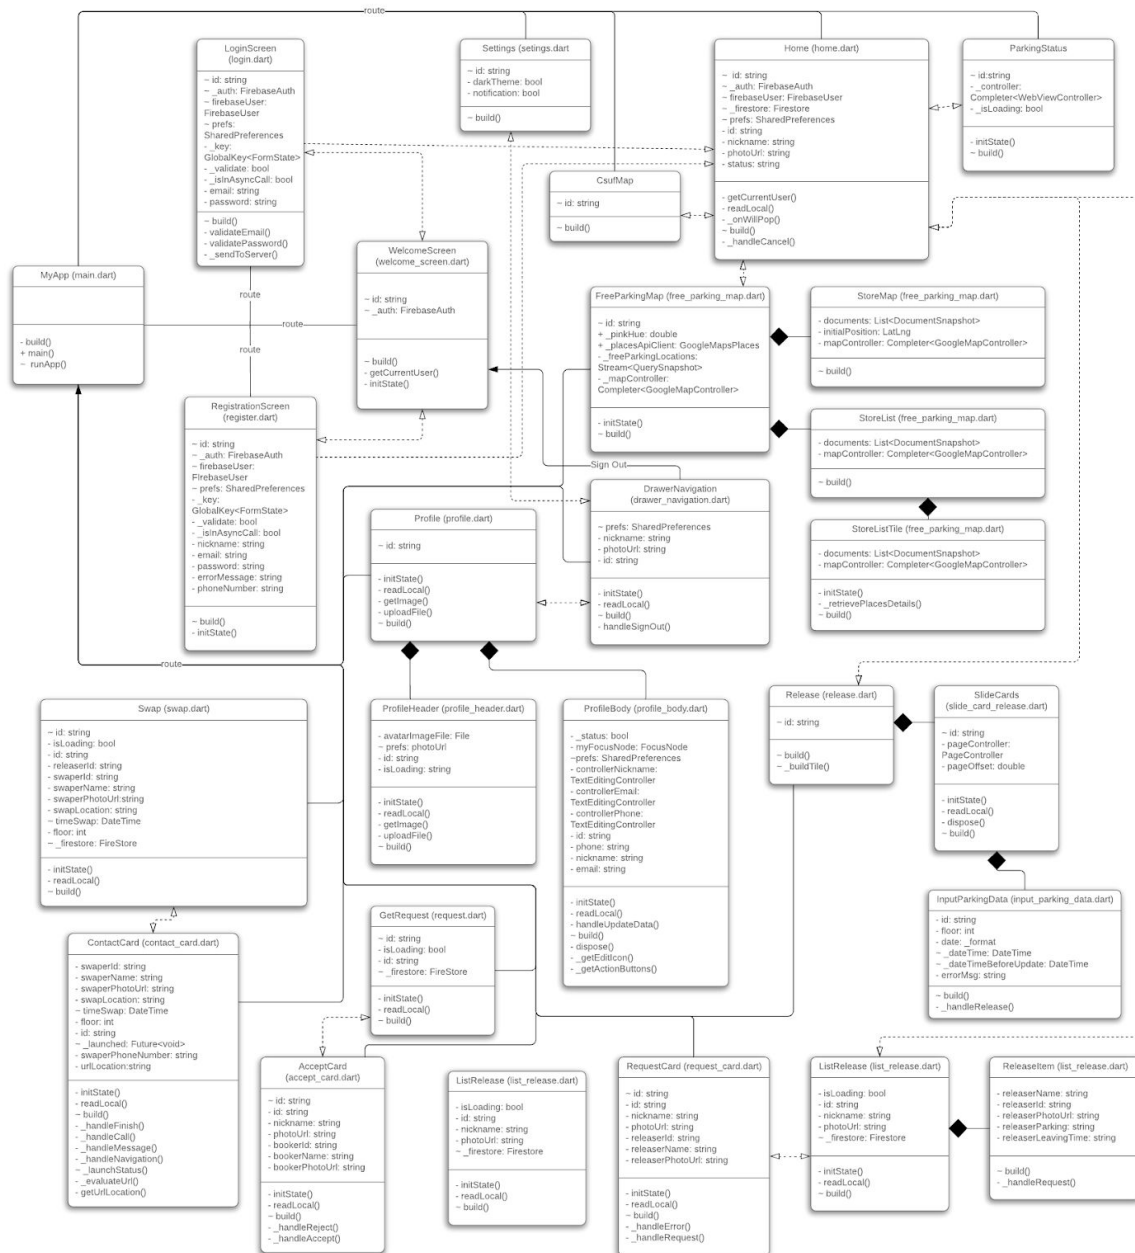 route
LoginScreen
(login.dart)
~ id: string
~ _auth: FirebaseAuth
~ firebaseUser:
FirebaseUser
~ prefs:
SharedPreferences
- _key:
GlobalKey<FormState>
- _validate: bool
- _isInAsyncCall: bool
- email: string
- password: string
~ build()
- validateEmail()
- validatePassword()
- _sendToServer()
Settings (setings.dart
~ id: string
- darkTheme: bool
- notification: bool
~ build()
Home (home.dart)
~ id: string
~ _auth: FirebaseAuth
~ firebaseUser: FirebaseUser
~ _firestore: Firestore
~ prefs: SharedPreferences
- id: string
- nickname: string
- photoUrl: string
- status: string
- getCurrentUser()
- readLocal()
- _onWillPop()
~ build()
- _handleCancel()
ParkingStatus
~ id:string
- _controller:
Completer<WebViewController>
- _isLoading: bool
- initState()
~ build()
CsufMap
~ id: string
~ build()
WelcomeScreen
(welcome_screen.dart)
~ id: string
~ _auth: FirebaseAuth
~ build()
- getCurrentUser()
- initState()
MyApp (main.dart)
- build()
+ main()
~ runApp()
route
route
route
FreeParkingMap (free_parking_map.dart)
~ id: string
+ _pinkHue: double
+ _placesApiClient: GoogleMapsPlaces
- _freeParkingLocations:
Stream<QuerySnapshot>
- _mapController:
Completer<GoogleMapController>
- initState()
~ build()
StoreMap (free_parking_map.dart)
- documents: List<DocumentSnapshot>
- initialPosition: LatLng
- mapController: Completer<GoogleMapController>
~ build()
RegistrationScreen
(register.dart)
~ id: string
~ _auth: FirebaseAuth
~ firebaseUser:
FirebaseUser
~ prefs: SharedPreferences
- _key:
GlobalKey<FormState>
- _validate: bool
- _isInAsyncCall: bool
- nickname: string
- email: string
- password: string
- errorMessage: string
- phoneNumber: string
~ build()
- initState()
StoreList (free_parking_map.dart)
- documents: List<DocumentSnapshot>
- mapController: Completer<GoogleMapController>
~ build()
Sign Out
DrawerNavigation
(drawer_navigation.dart)
~ prefs: SharedPreferences
- nickname: string
- photoUrl: string
- id: string
- initState()
- readLocal()
~ build()
- handleSignOut()
Profile (profile.dart)
~ id: string
- initState()
- readLocal()
- getImage()
- uploadFile()
~ build()
StoreListTile (free_parking_map.dart)
- documents: List<DocumentSnapshot>
- mapController: Completer<GoogleMapController>
- initState()
- _retrievePlacesDetails()
~ build()
route
Swap (swap.dart)
~ id: string
- isLoading: bool
- id: string
- releaserId: string
- swaperId: string
- swaperName: string
- swaperPhotoUrl:string
- swapLocation: string
~ timeSwap: DateTime
- floor: int
~ _firestore: FireStore
- initState()
- readLocal()
~ build()
ProfileHeader (profile_header.dart)
- avatarImageFile: File
~ prefs: photoUrl
- id: string
- isLoading: string
- initState()
- readLocal()
- getImage()
- uploadFile()
~ build()
ProfileBody (profile_body.dart)
- _status: bool
- myFocusNode: FocusNode
~prefs: SharedPreferences
- controllerNickname:
TextEditingController
- controllerEmail:
TextEditingController
- controllerPhone:
TextEditingController
- id: string
- phone: string
- nickname: string
- email: string
- initState()
- readLocal()
- handleUpdateData()
~ build()
- dispose()
- _getEditIcon()
- _getActionButtons()
Release (release.dart)
~ id: string
~ build()
~ _buildTile()
SlideCards
(slide_card_release.dart)
~ id: string
- pageController:
PageController
- pageOffset: double
- initState()
- readLocal()
- dispose()
~ build()
InputParkingData (input_parking_data.dart)
- id: string
- floor: int
- date: _format
~ _dateTime: DateTime
~ _dateTimeBeforeUpdate: DateTime
- errorMsg: string
~ build()
- _handleRelease()
GetRequest (request.dart)
~ id: string
- isLoading: bool
- id: string
~ _firestore: FireStore
- initState()
- readLocal()
~ build()
ContactCard (contact_card.dart)
- swaperId: string
- swaperName: string
- swaperPhotoUrl: string
- swapLocation: string
~ timeSwap: DateTime
- floor: int
- id: string
~ _launched: Future<void>
- swaperPhoneNumber: string
- urlLocation:string
- initState()
- readLocal()
~ build()
- _handleFinish()
- _handleCall()
- _handleMessage()
- _handieNavigation()
~ _launchStatus()
- _evaluateUrl()
- getUrlLocation()
AcceptCard
(accept_card.dart)
~ id: string
- id: string
- nickname: string
- photoUrl: string
- bookerId: string
- bookerName: string
- bookerPhotoUrl: string
- initState()
- readLocal()
~ build()
- _handleReject()
- _handleAccept()
ListRelease (list_release.dart)
- isLoading: bool
- id: string
- nickname: string
- photoUrl: string
~ _firestore: Firestore
- initState()
- readLocal()
~ build()
RequestCard (request_card.dart)
~ id: string
- id: string
- nickname: string
- photoUrl: string
- releaserId: string
- releaserName: string
- releaserPhotoUrl: string
- initState()
- readLocal()
~ build()
- _handleError()
- _handleRequest()
ListRelease (list_release.dart)
- isLoading: bool
- id: string
- nickname: string
- photoUrl: string
~ _firestore: Firestore
- initState()
- readLocal()
~ build()
ReleaseItem (list_release.dart)
- releaserName: string
- releaserId: string
- releaserPhotoUrl: string
- releaserParking: string
- releaserLeavingTime: string
~ build()
- _handleRequest()